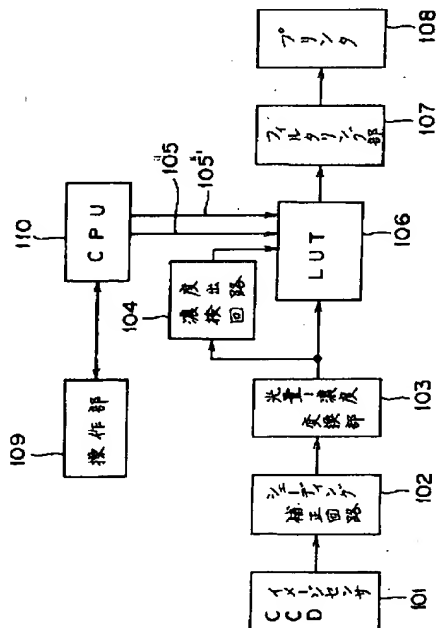 109
操作部
110
CPU
105"
105'
104
濃度
検出
回路
101
CCD
イメージセンサ
102
シェーディング
補正回路
103
光量-濃度
変換部
LUT
106
フィルタリング部
107
プリンタ
108